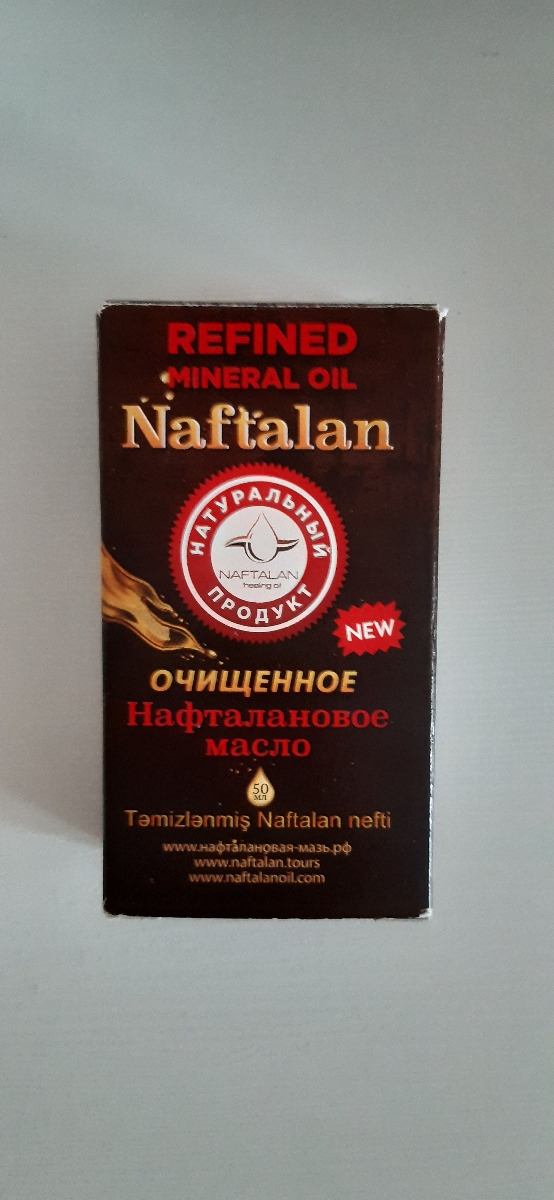 REFINED
MINERAL OIL
Naftalan
НАТУРАЛЬНЫЙ
NAFTALAN
healing oil
ПРОДУКТ
NEW
ОЧИЩЕННОЕ
Нафталановое
масло
50
МЛ
Təmizlənmiş Naftalan nefti
www.нафталановая-мазь.рф
www.naftalan.tours
www.naftalanoil.com